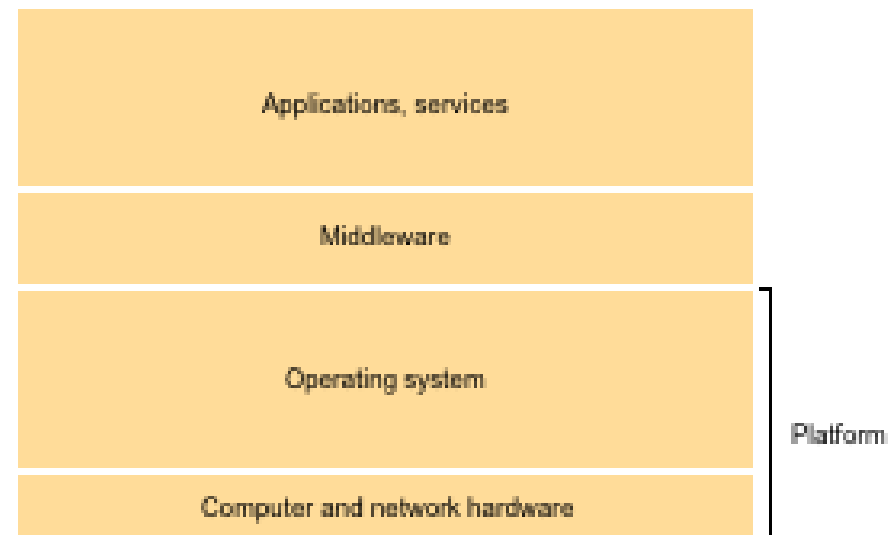 Applications, services
Middleware
Operating system
Platform
Computer and network hardware